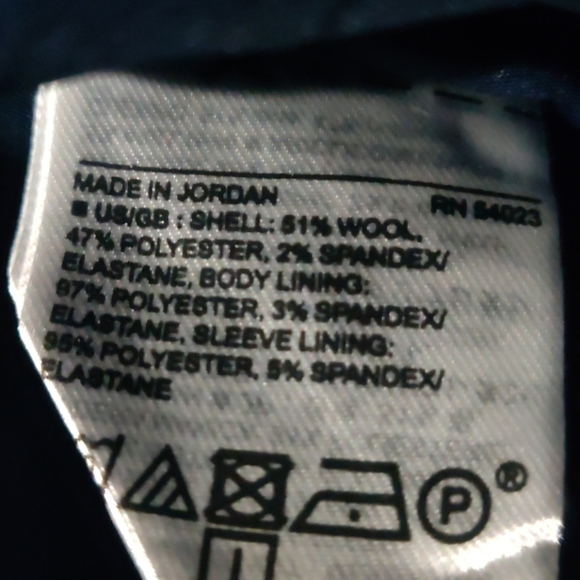 MADE IN JORDAN RN 54023
US/GB : SHELL: 51% WOOL,
47% POLYESTER, 2% SPANDEX/
ELASTANE, BODY LINING:
97% POLYESTER, 3% SPANDEX/
ELASTANE, SLEEVE LINING:
95% POLYESTER, 5% SPANDEX/
ELASTANE
P ®